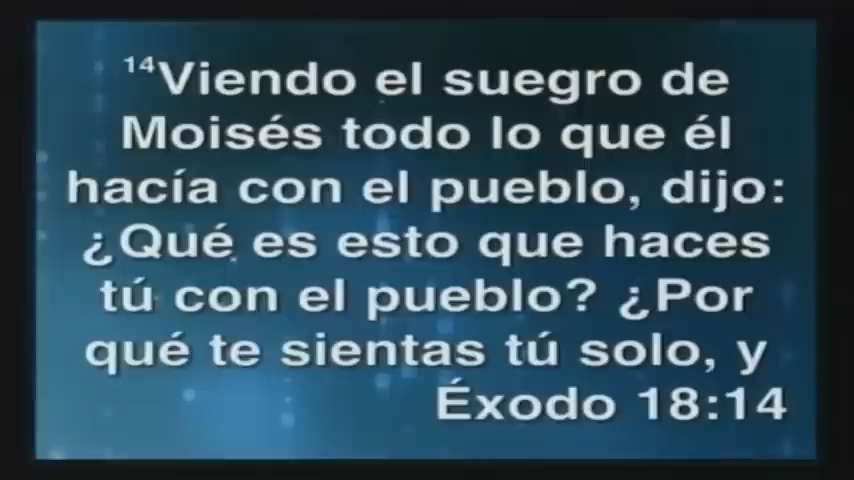 ¹⁴Viendo el suegro de
Moisés todo lo que él
hacía con el pueblo, dijo:
¿Qué es esto que haces
tú con el pueblo? ¿Por
qué te sientas tú solo, y
Éxodo 18:14